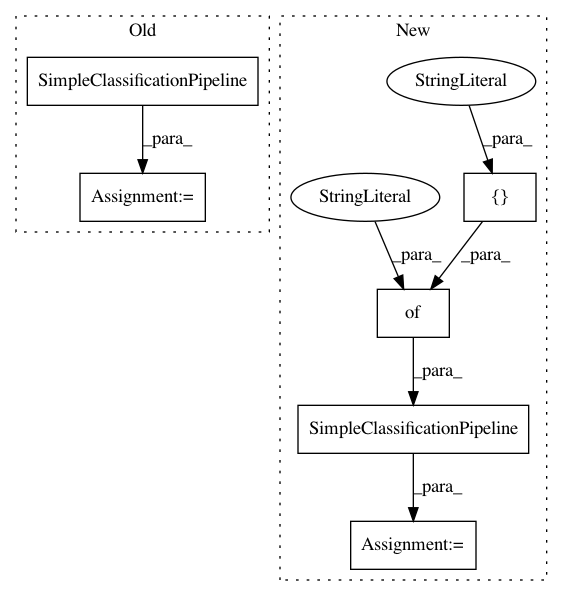 Old
SimpleClassificationPipeline
_para_
Assignment:=
New
StringLiteral
_para_
StringLiteral
{}
_para_
_para_
of
_para_
SimpleClassificationPipeline
_para_
Assignment:=